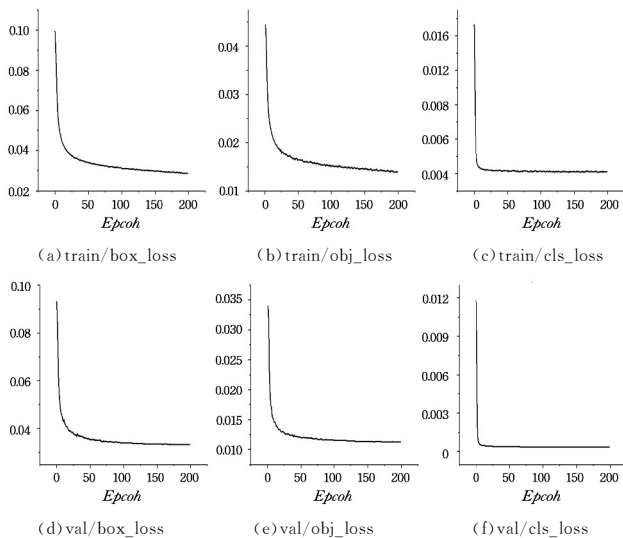 0.10
0.08
0.06
0.04
0.02
0 50 100 150 200
Epcoh
(a)train/box_loss
0.04
0.03
0.02
0.01
0 50 100 150 200
Epcoh
(b)train/obj_loss
0.016
0.008
0.006
0.004
0 50 100 150 200
Epcoh
(c)train/cls_loss
0.10
0.08
0.06
0.04
0 50 100 150 200
Epcoh
(d)val/box_loss
0.035
0.030
0.025
0.020
0.015
0.010
0 50 100 150 200
Epcoh
(e)val/obj_loss
0.012
0.009
0.006
0.003
0
0 50 100 150 200
Epcoh
(f)val/cls_loss